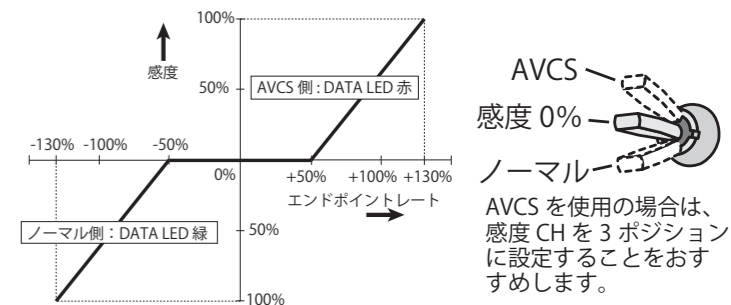 100%
感度
50%
AVCS 側 : DATA LED 赤
-130%
-100%
-50%
0%
+50%
+100%
+130%
エンドポイントレート
ノーマル側：DATA LED 緑
50%
100%
AVCS
感度 0%
ノーマル
AVCS を使用の場合は、
感度 CH を 3 ポジション
に設定することをおす
すめします。